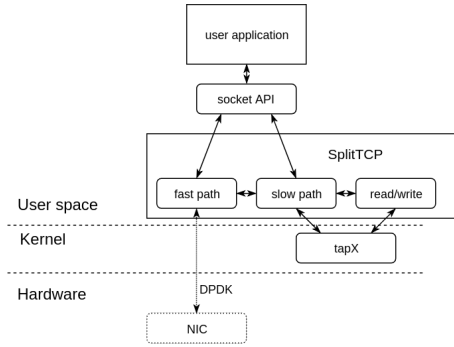 user application
socket API
SplitTCP
fast path
slow path
read/write
User space
Kernel
tapX
DPDK
Hardware
NIC